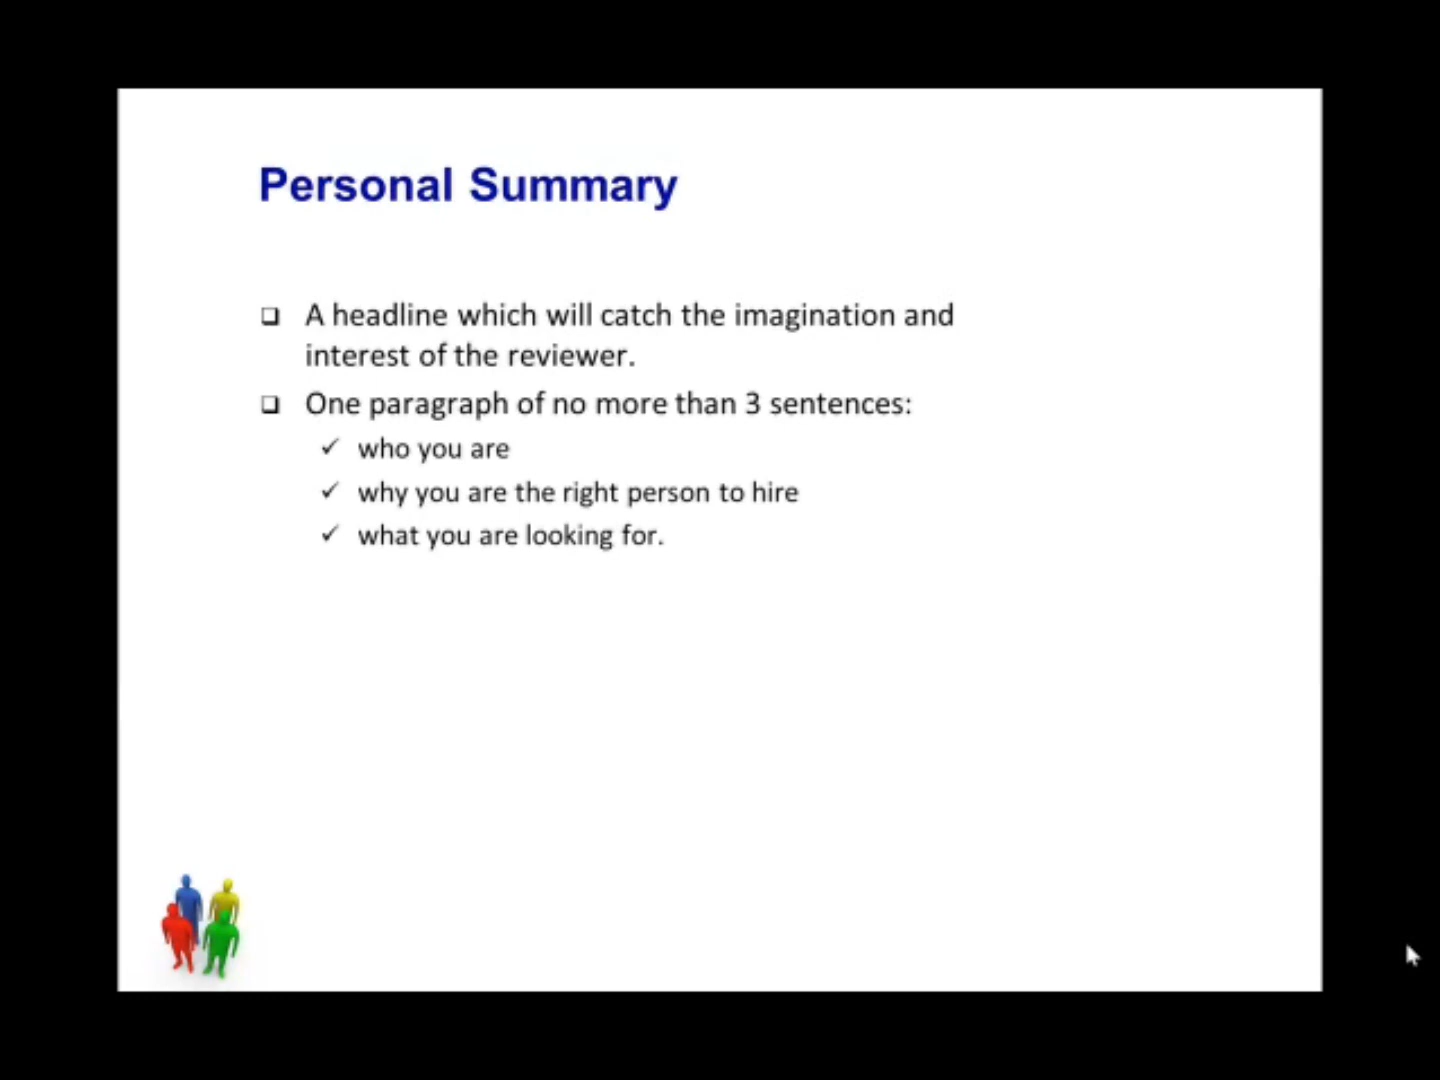 Personal Summary
A headline which will catch the imagination and
interest of the reviewer.
One paragraph of no more than 3 sentences:
who you are
why you are the right person to hire
what you are looking for.